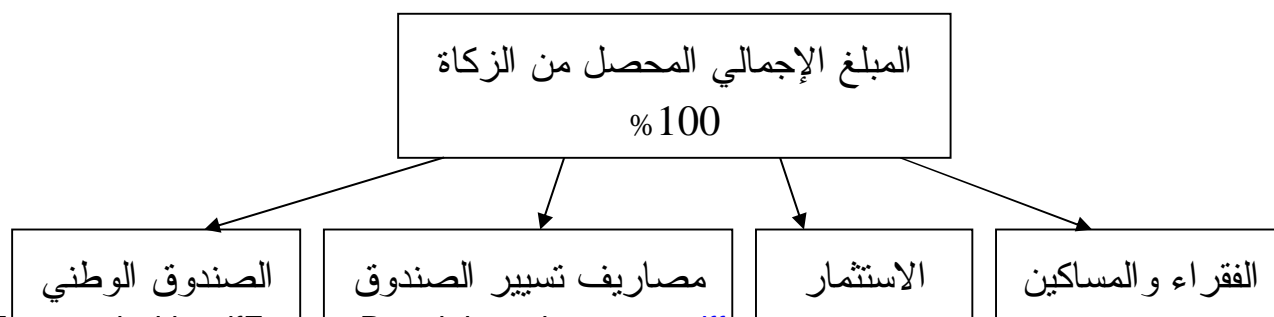 المبلغ الإجمالي المحصل من الزكاة
%100
الفقراء والمساكين
الاستثمار
مصاريف تسيير الصندوق
الصندوق الوطني